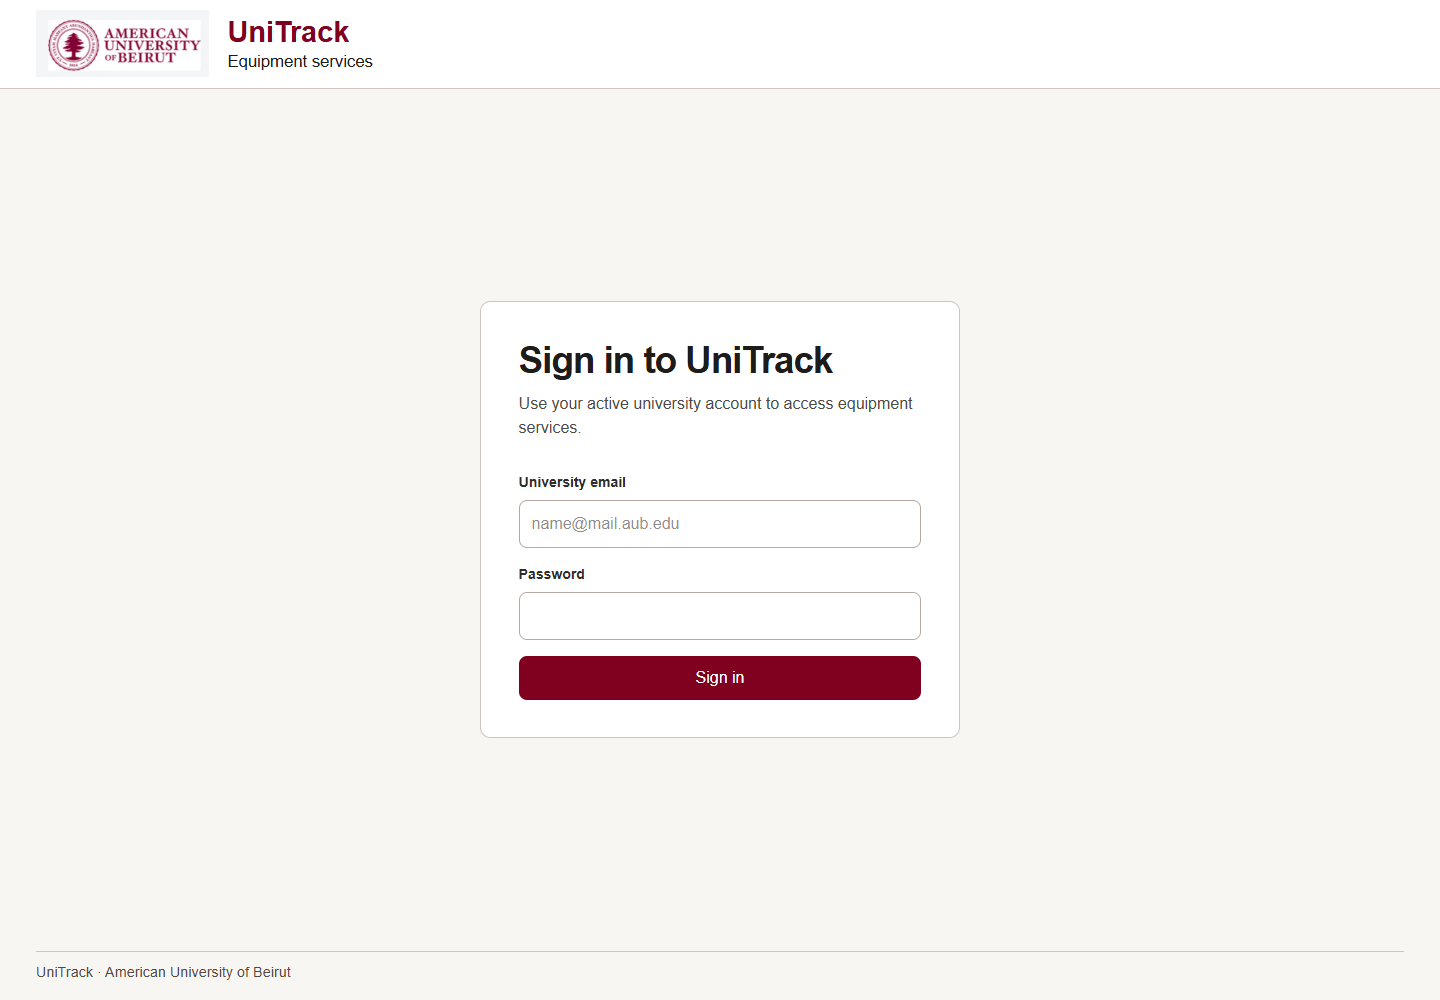 AMERICAN
UNIVERSITY
OF BEIRUT
UniTrack
Equipment services
Sign in to UniTrack
Use your active university account to access equipment
services.
University email
name@mail.aub.edu
Password
Sign in
UniTrack · American University of Beirut